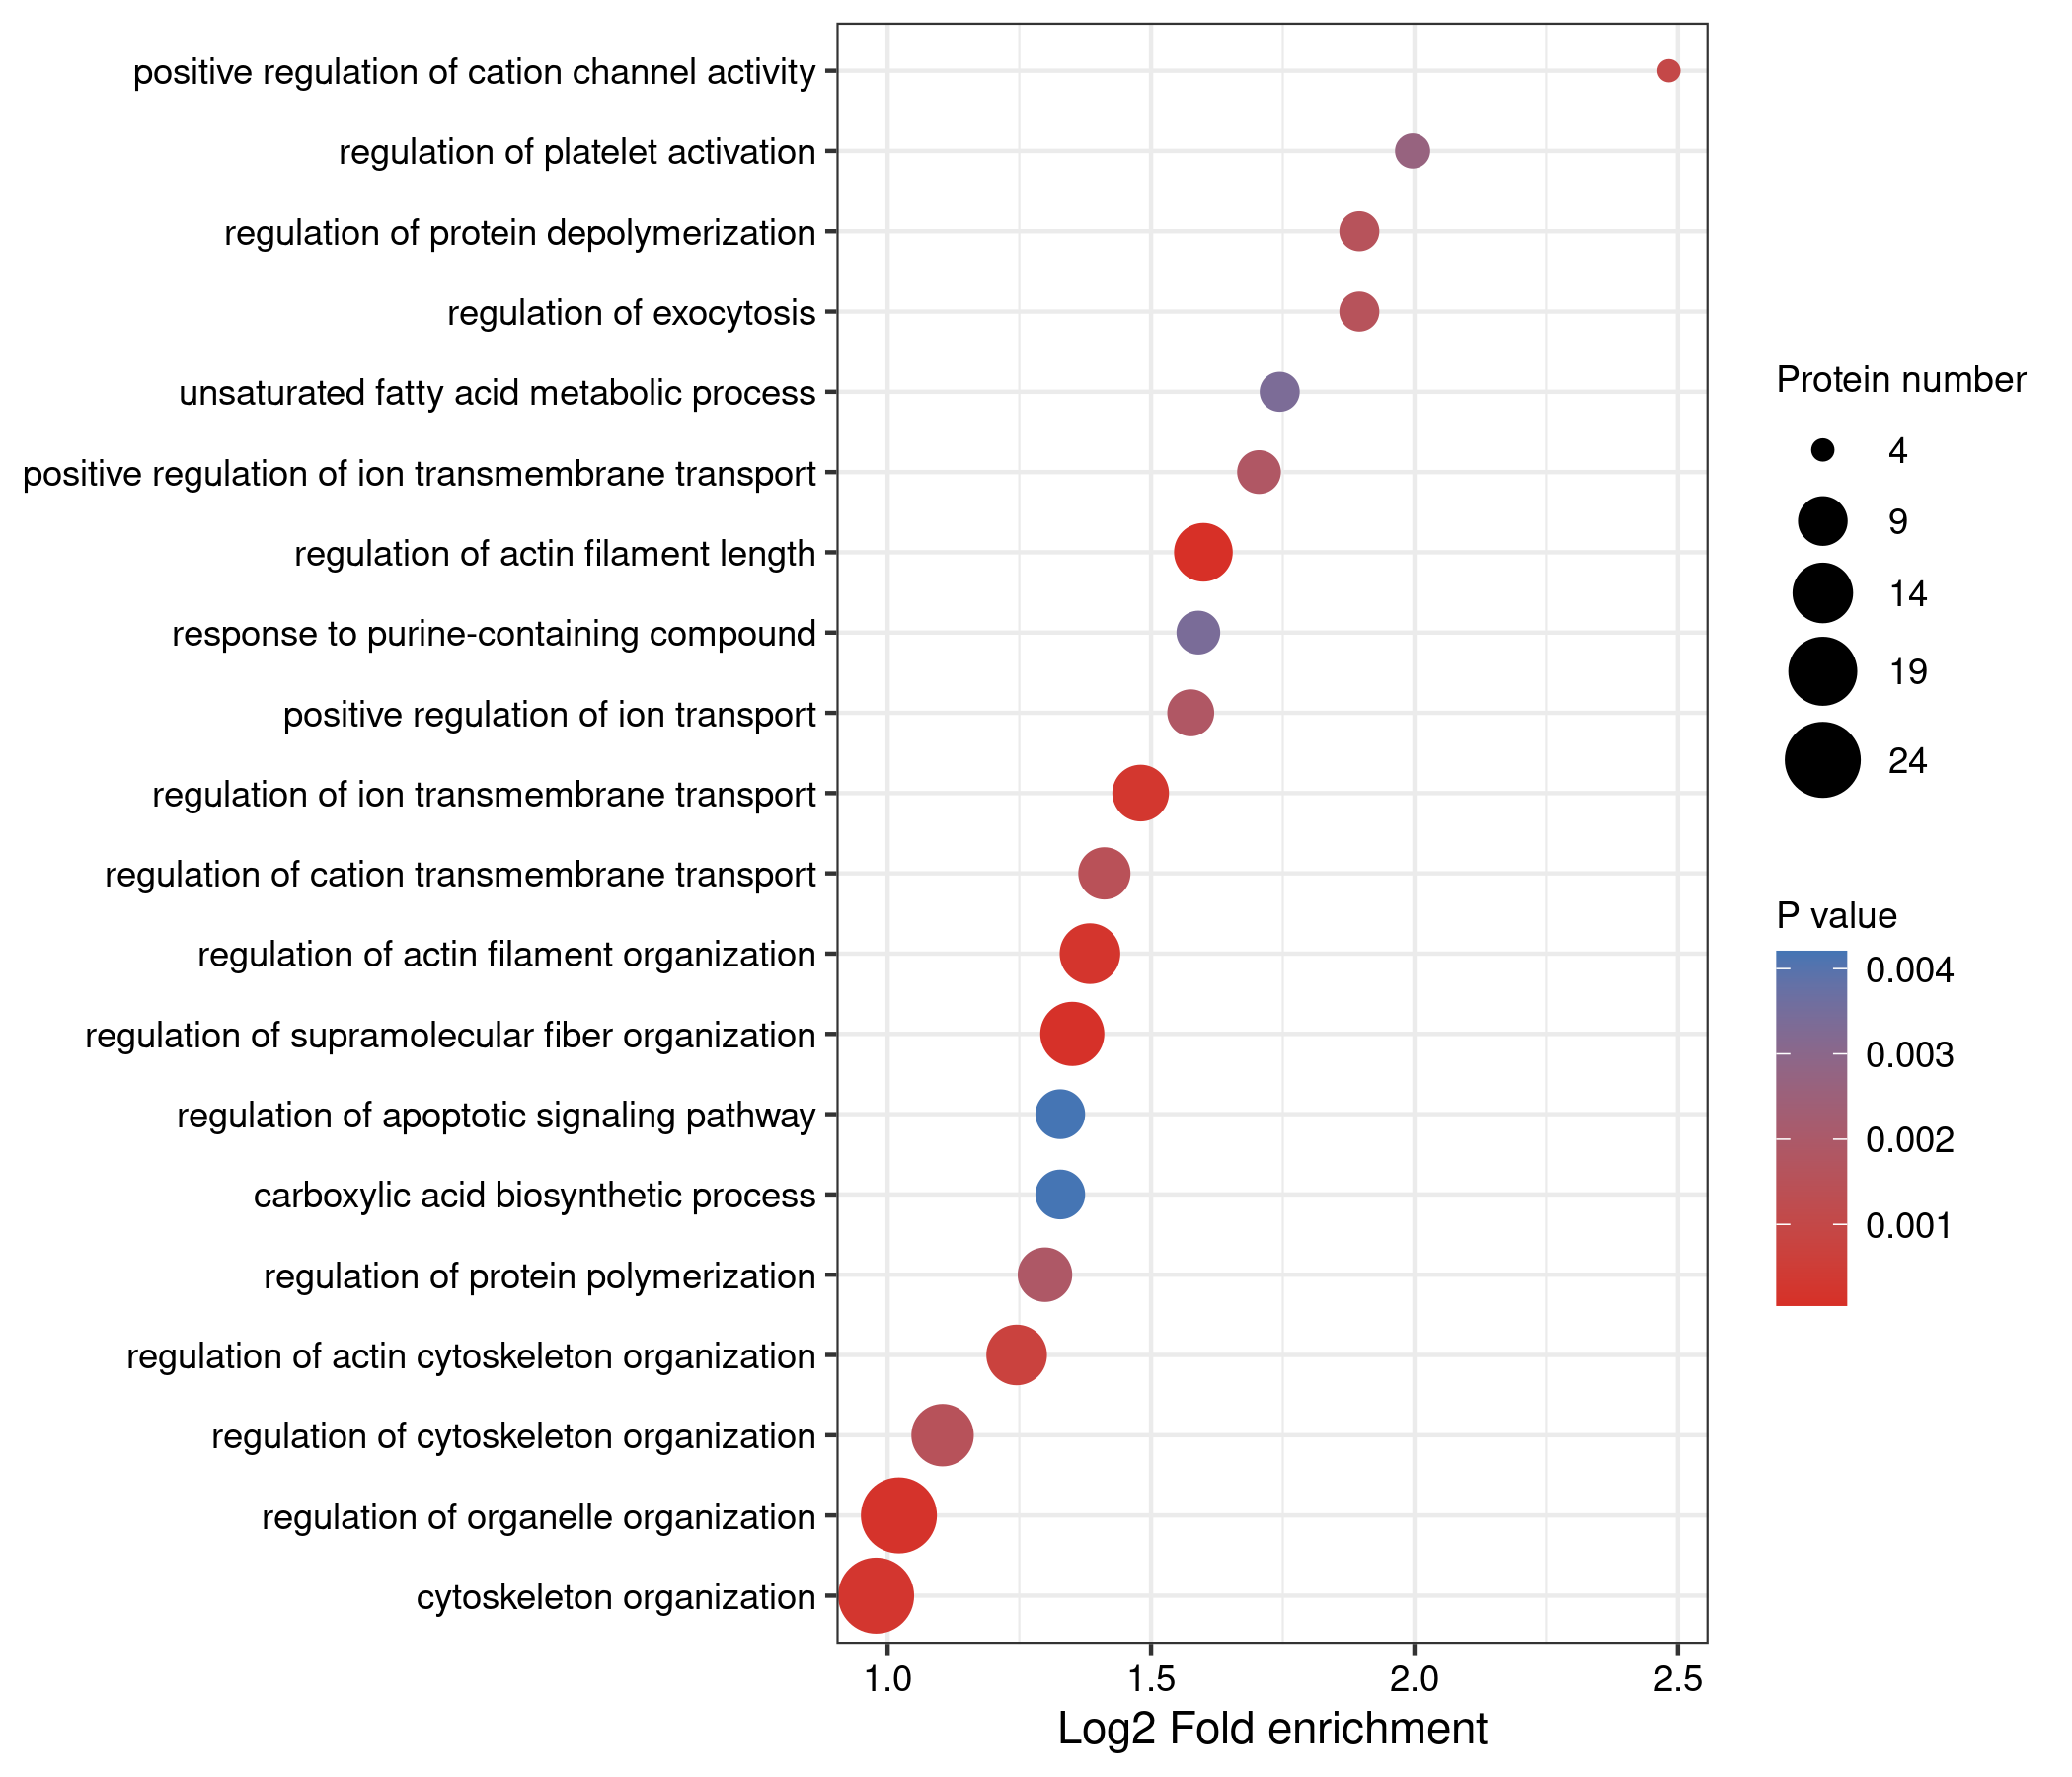 positive regulation of cation channel activity
regulation of platelet activation
regulation of protein depolymerization
regulation of exocytosis
unsaturated fatty acid metabolic process
positive regulation of ion transmembrane transport
regulation of actin filament length
response to purine-containing compound
positive regulation of ion transport
regulation of ion transmembrane transport
regulation of cation transmembrane transport
regulation of actin filament organization
regulation of supramolecular fiber organization
regulation of apoptotic signaling pathway
carboxylic acid biosynthetic process
regulation of protein polymerization
regulation of actin cytoskeleton organization
regulation of cytoskeleton organization
regulation of organelle organization
cytoskeleton organization
1.0 1.5 2.0 2.5
Log2 Fold enrichment
Protein number
4
9
14
19
24
P value
0.004
0.003
0.002
0.001